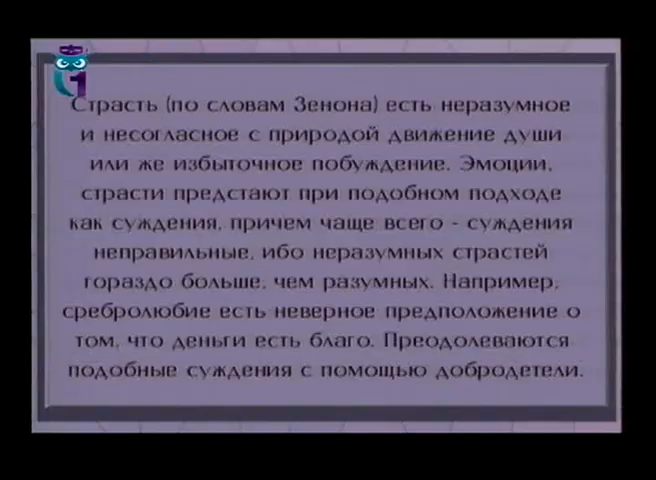 1
Страсть (по словам Зенона) есть неразумное
и несогласное с природой движение души
или же избыточное побуждение. Эмоции,
страсти предстают при подобном подходе
как суждения, причем чаще всего - суждения
неправильные, ибо неразумных страстей
гораздо больше, чем разумных. Например,
сребролюбие есть неверное предположение о
том, что деньги есть благо. Преодолеваются
подобные суждения с помощью добродетели.